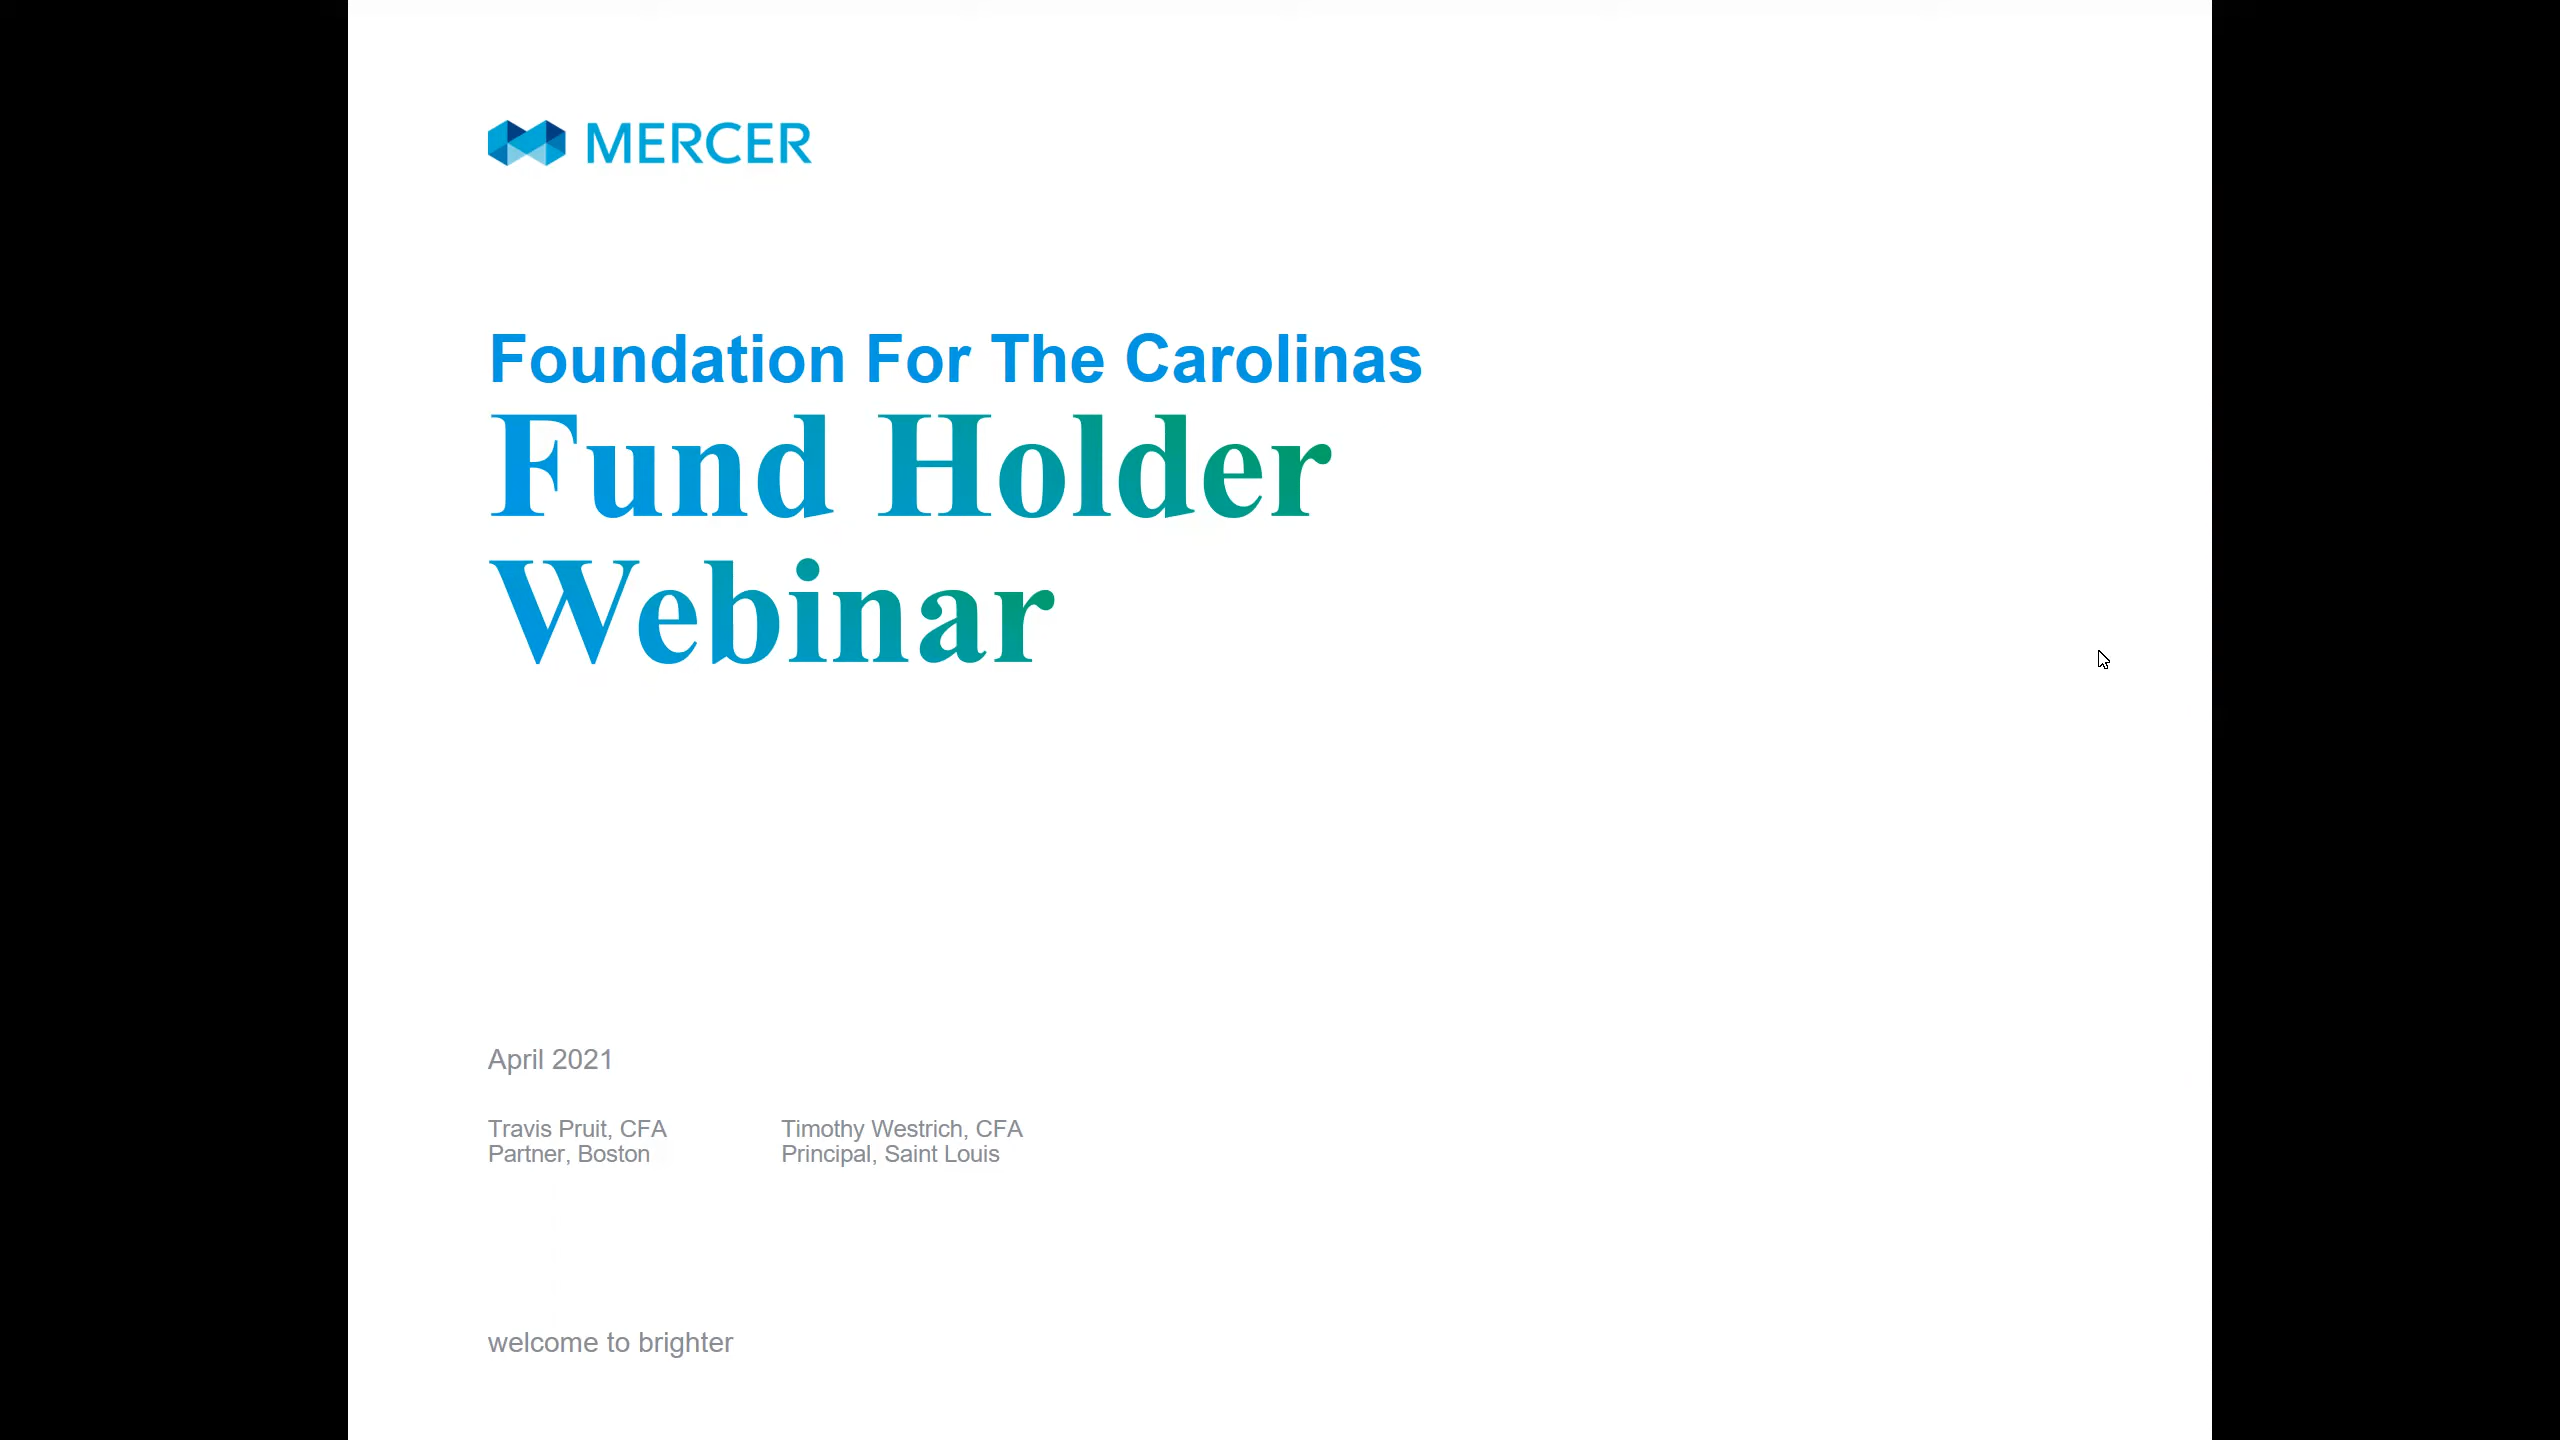 MERCER
Foundation For The Carolinas
Fund Holder
Webinar
April 2021
Travis Pruit, CFA
Partner, Boston
Timothy Westrich, CFA
Principal, Saint Louis
welcome to brighter